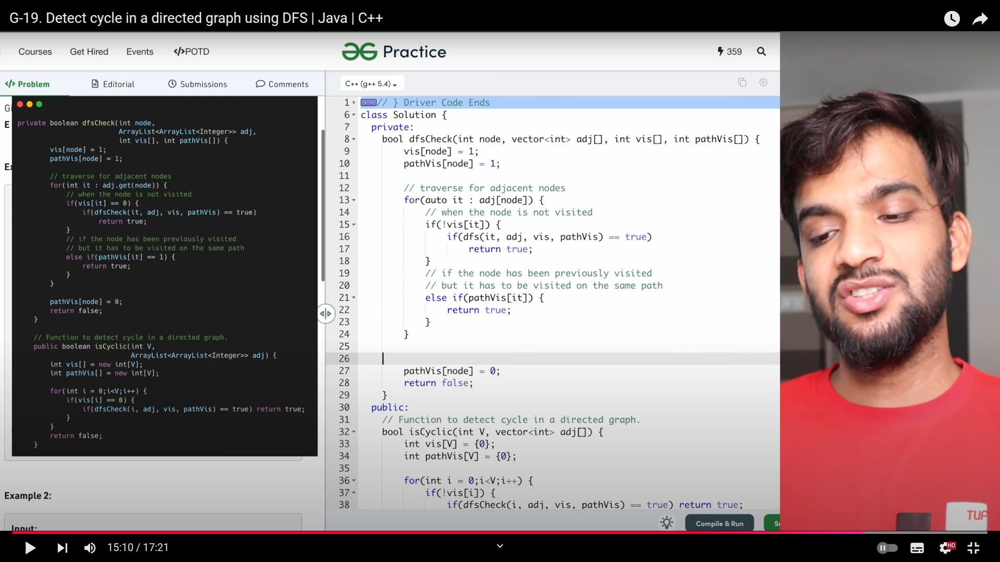 G-19. Detect cycle in a directed graph using DFS | Java | C++
Courses Get Hired Events </>POTD
Practice
359
</> Problem Editorial Submissions Comments
C++ (g++ 5.4)
Gi
E
Ex
private boolean dfsCheck(int node,
ArrayList<ArrayList<Integer>> adj,
int vis[], int pathVis[]) {
vis[node] = 1;
pathVis[node] = 1;
// traverse for adjacent nodes
for(int it : adj.get(node)) {
// when the node is not visited
if(vis[it] == 0) {
if(dfsCheck(it, adj, vis, pathVis) == true)
return true;
}
// if the node has been previously visited
// but it has to be visited on the same path
else if(pathVis[it] == 1) {
return true;
}
}
pathVis[node] = 0;
return false;
}
// Function to detect cycle in a directed graph.
public boolean isCyclic(int V,
ArrayList<ArrayList<Integer>> adj) {
int vis[] = new int[V];
int pathVis[] = new int[V];
for(int i = 0;i<V;i++) {
if(vis[i] == 0) {
if(dfsCheck(i, adj, vis, pathVis) == true) return true;
}
}
return false;
}
Example 2:
Input:
1 // } Driver Code Ends
6 class Solution {
7 private:
8 bool dfsCheck(int node, vector<int> adj[], int vis[], int pathVis[]) {
9 vis[node] = 1;
10 pathVis[node] = 1;
11
12 // traverse for adjacent nodes
13 for(auto it : adj[node]) {
14 // when the node is not visited
15 if(!vis[it]) {
16 if(dfs(it, adj, vis, pathVis) == true)
17 return true;
18 }
19 // if the node has been previously visited
20 // but it has to be visited on the same path
21 else if(pathVis[it]) {
22 return true;
23 }
24 }
25
26
27 pathVis[node] = 0;
28 return false;
29 }
30 public:
31 // Function to detect cycle in a directed graph.
32 bool isCyclic(int V, vector<int> adj[]) {
33 int vis[V] = {0};
34 int pathVis[V] = {0};
35
36 for(int i = 0;i<V;i++) {
37 if(!vis[i]) {
38 if(dfsCheck(i, adj, vis, pathVis) == true) return true;
Compile & Run
Su
TUF
15:10 / 17:21
HD